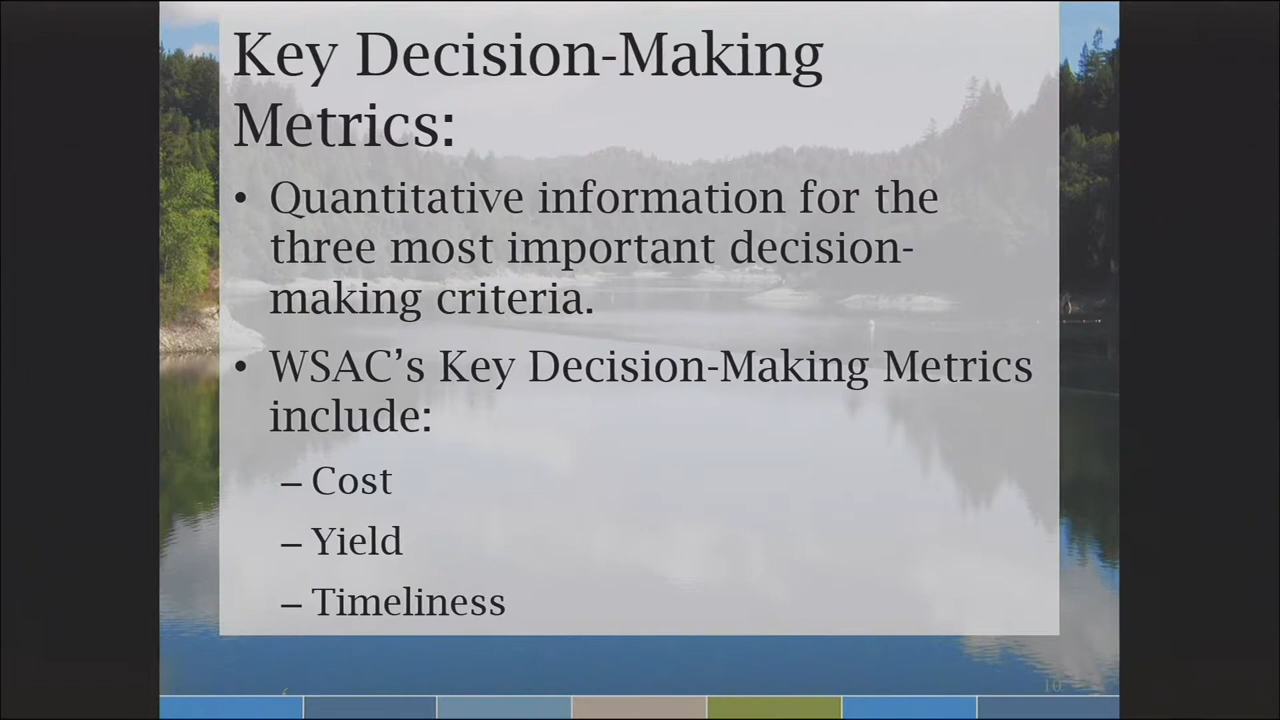 Key Decision-Making
Metrics:
• Quantitative information for the
three most important decision-
making criteria.
• WSAC’s Key Decision-Making Metrics
include:
– Cost
– Yield
– Timeliness
10